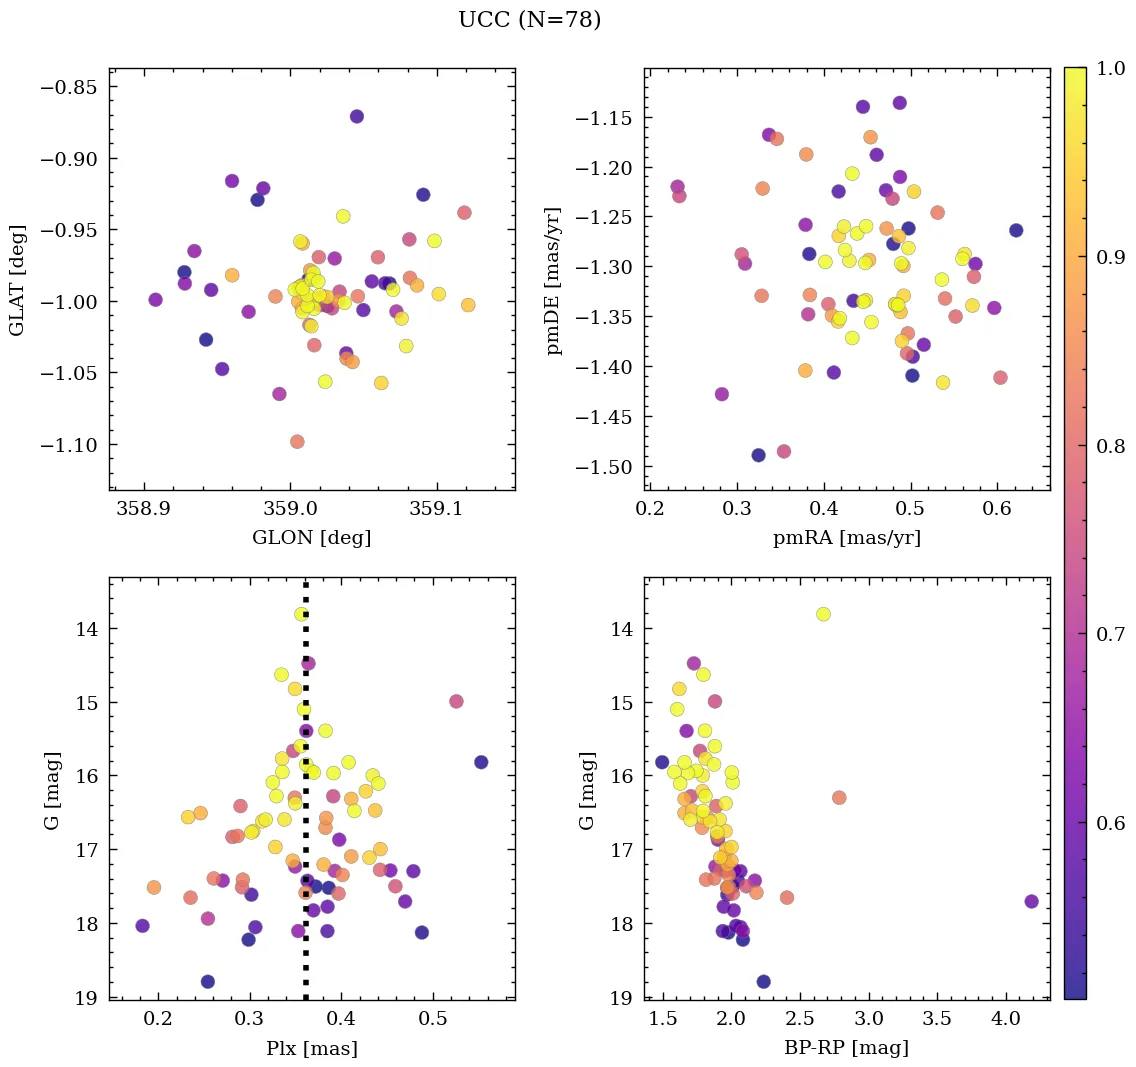 UCC (N=78)
−0.85
−0.90
−0.95
−1.00
−1.05
−1.10
GLAT [deg]
358.9 359.0 359.1
GLON [deg]
−1.15
−1.20
−1.25
−1.30
−1.35
−1.40
−1.45
−1.50
pmDE [mas/yr]
0.2 0.3 0.4 0.5 0.6
pmRA [mas/yr]
1.0
0.9
0.8
0.7
0.6
14
15
16
17
18
19
G [mag]
0.2 0.3 0.4 0.5
Plx [mas]
14
15
16
17
18
19
G [mag]
1.5 2.0 2.5 3.0 3.5 4.0
BP-RP [mag]